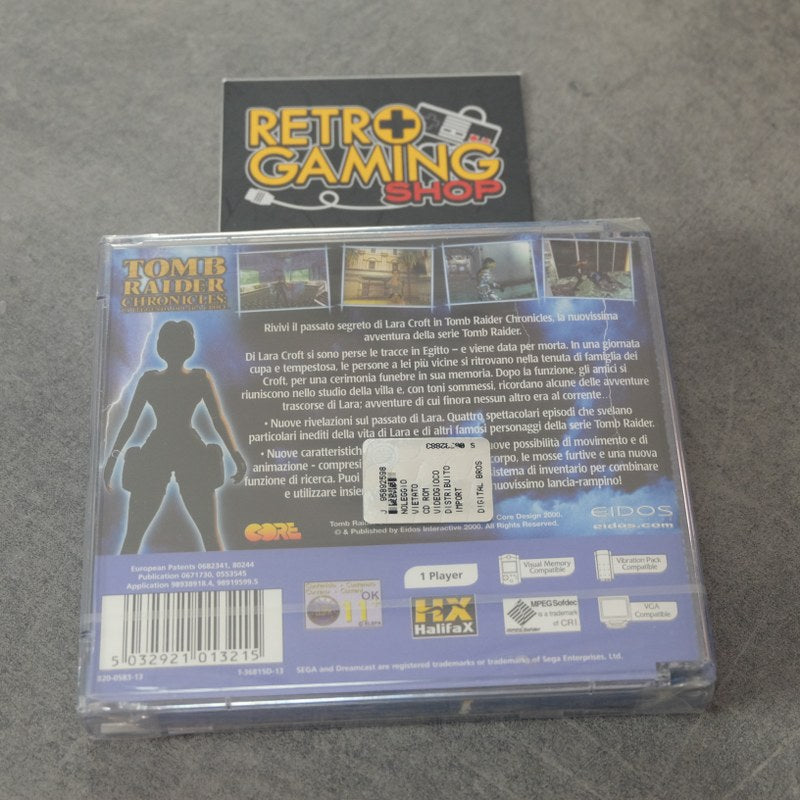 RETRO
GAMING
SHOP
TOMB
RAIDER
CHRONICLES
Rivivi il passato segreto di Lara Croft in Tomb Raider Chronicles, la nuovissima
avventura della serie Tomb Raider.
Di Lara Croft si sono perse le tracce in Egitto – e viene data per morta. In una giornata
cupa e tempestosa, le persone a lei più vicine si ritrovano nella tenuta di famiglia dei
Croft, per una cerimonia funebre in sua memoria. Dopo la funzione, gli amici si
riuniscono nello studio della villa e, con toni sommessi, ricordano alcune delle avventure
trascorse di Lara; avventure di cui finora nessun altro era al corrente...
• Nuove rivelazioni sul passato di Lara. Quattro spettacolari episodi che svelano
particolari inediti della vita di Lara e di altri famosi personaggi della serie Tomb Raider.
• Nuove caratteristich nuove possibilità di movimento e di
animazione - compresi corpo, le mosse furtive e una nuova
funzione di ricerca. Puoi sistema di inventario per combinare
e utilizzare insie nuovissimo lancia-rampino!
J 95892598
NOLEGGIO
VIETATO
CD ROM
VIDEOGIOCO
DISTRIBUITO
IMPORT
DIGITAL BROS
CORE
Tomb Rai Core Design 2000.
© & Published by Eidos Interactive 2000. All Rights Reserved.
EIDOS
eidos.com
European Patents 0682341, 80244
Publication 0671730, 0553545
Application 98938918.4, 98919599.5
5 032921 013215
820-0583-13
1-36815D-13
OK
11+
1 Player
HX
HalifaX
Visual Memory
Compatible
Vibration Pack
Compatible
MPEG Sofdec
is a trademark
of CRI
VGA
Compatible
SEGA and Dreamcast are registered trademarks or trademarks of Sega Enterprises, Ltd.